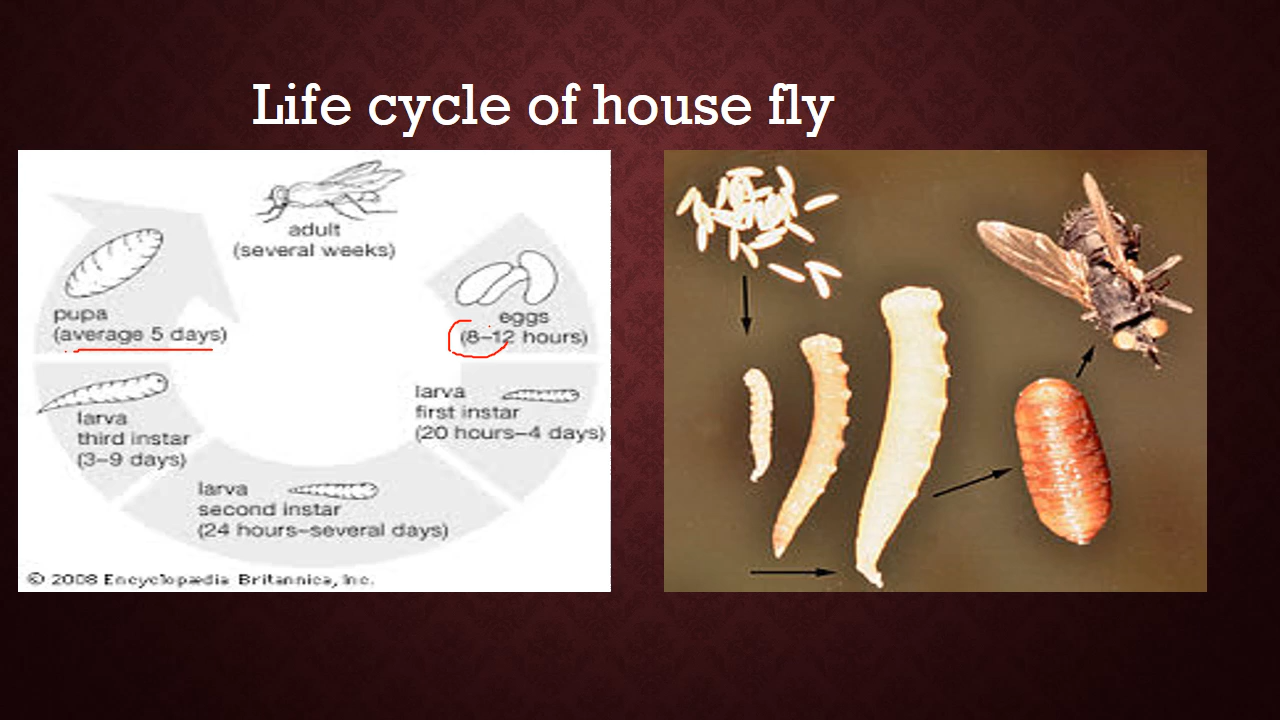 Life cycle of house fly
adult
(several weeks)
eggs
(8–12 hours)
larva
first instar
(20 hours–4 days)
larva
second instar
(24 hours–several days)
larva
third instar
(3–9 days)
pupa
(average 5 days)
© 2008 Encyclopædia Britannica, Inc.